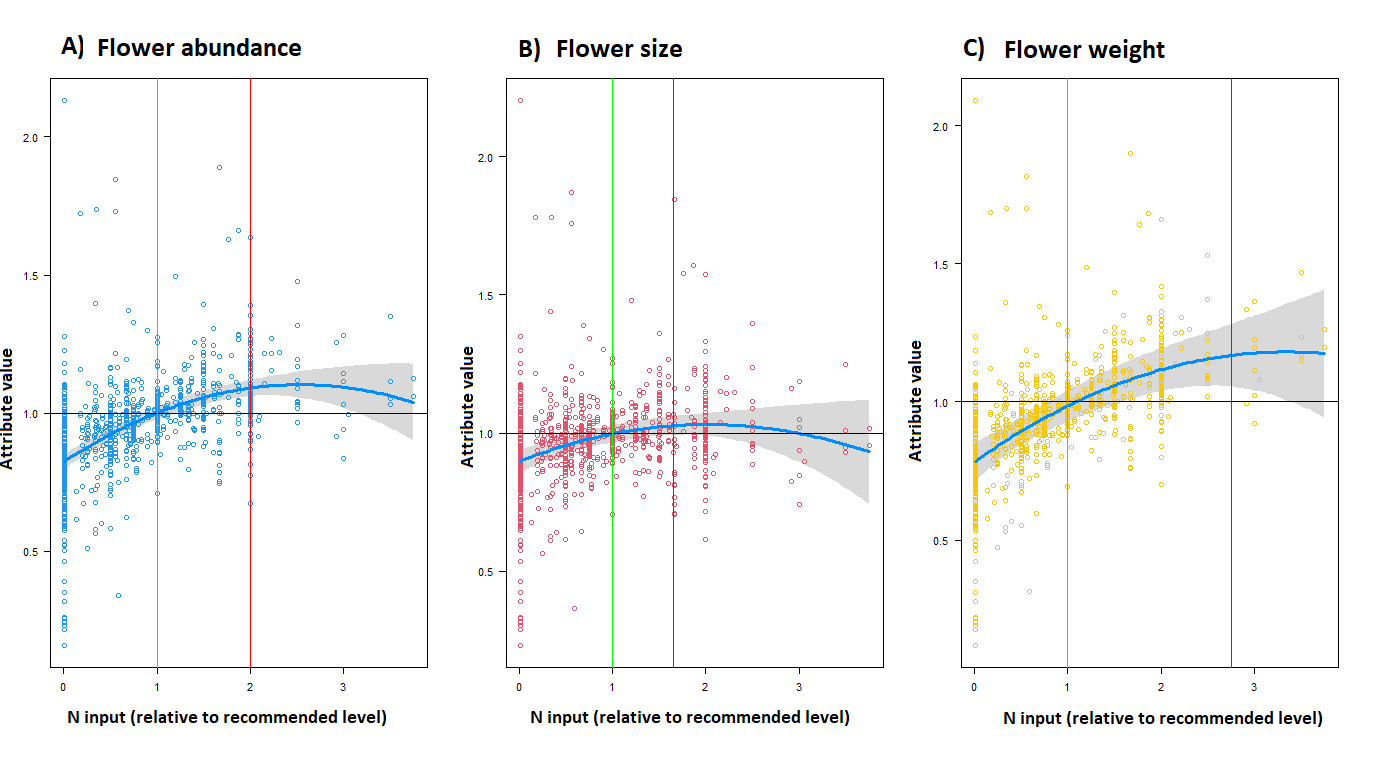 A) Flower abundance
2.0
1.5
1.0
0.5
Attribute value
0 1 2 3
N input (relative to recommended level)
B) Flower size
2.0
1.5
1.0
0.5
Attribute value
0 1 2 3
N input (relative to recommended level)
C) Flower weight
2.0
1.5
1.0
0.5
Attribute value
0 1 2 3
N input (relative to recommended level)